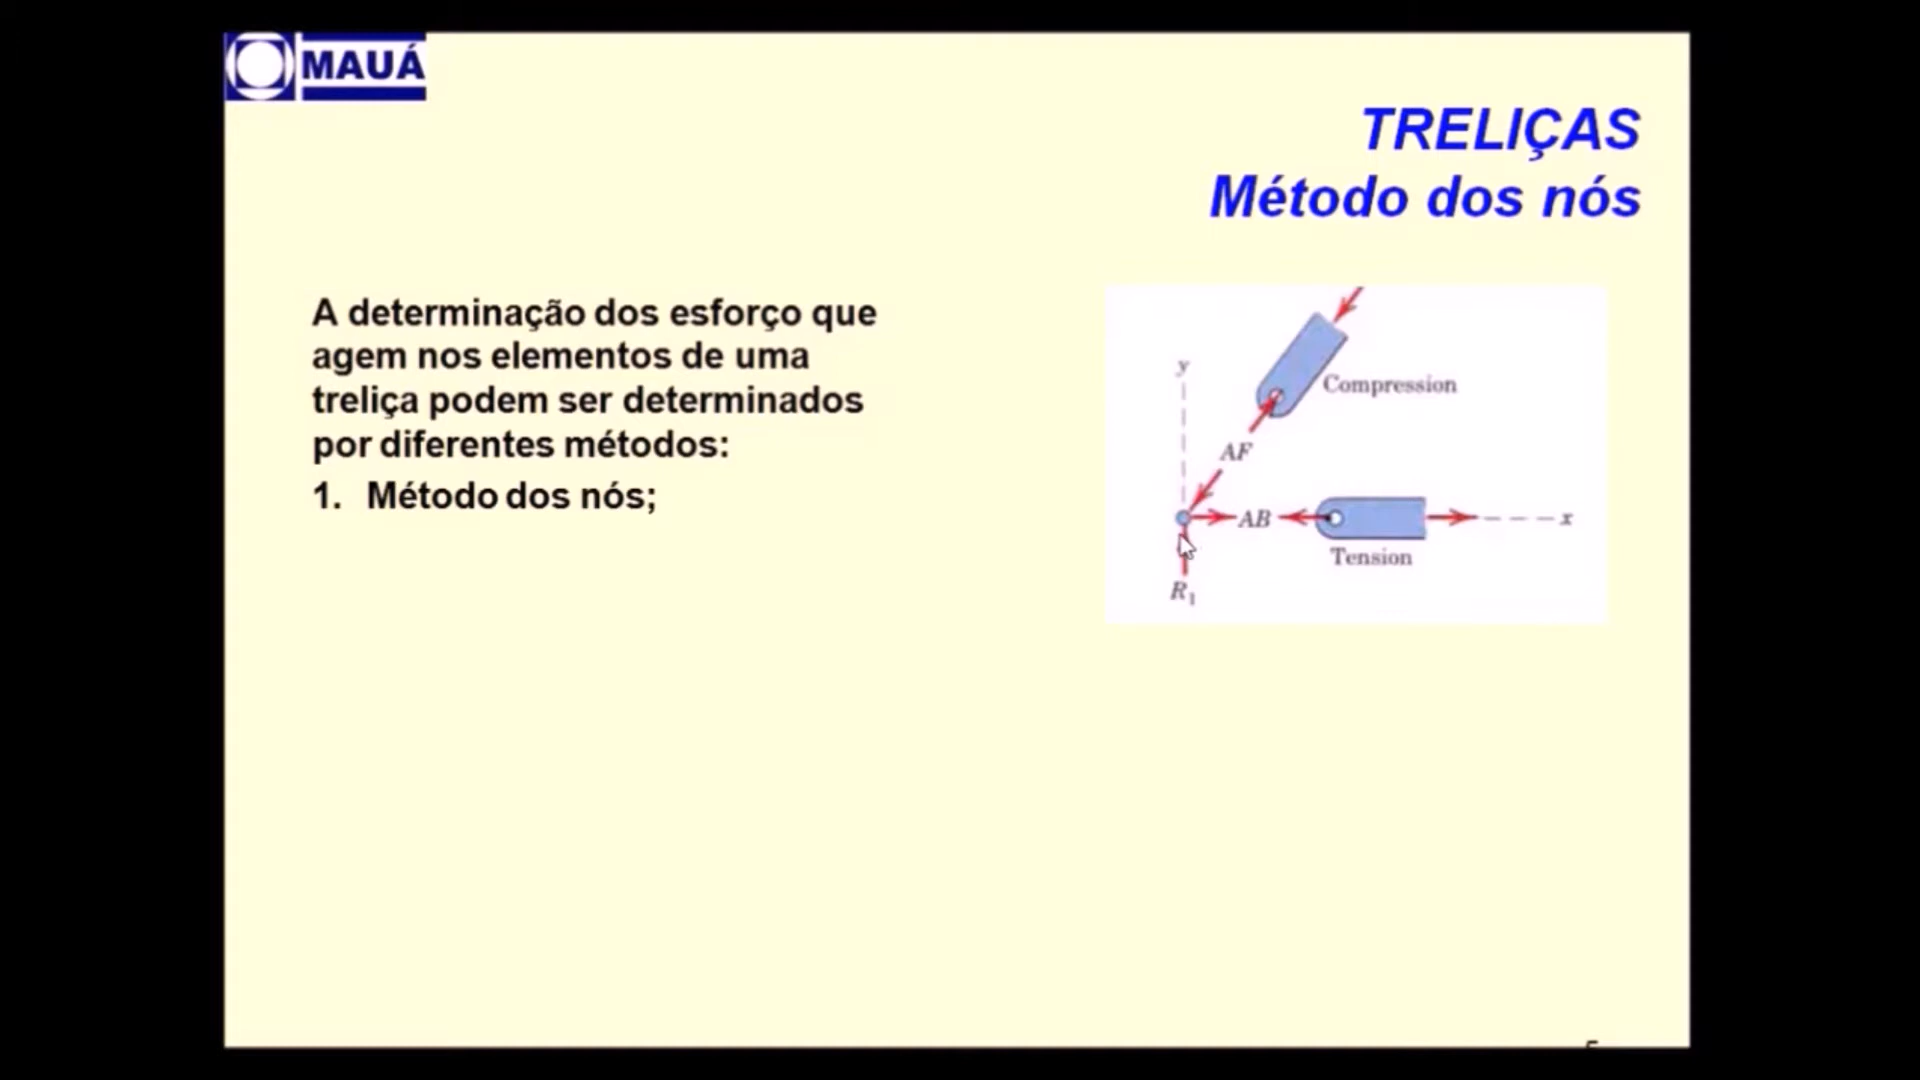 MAUÁ
TRELIÇAS
Método dos nós
A determinação dos esforço que
agem nos elementos de uma
treliça podem ser determinados
por diferentes métodos:
1. Método dos nós;
y
Compression
AF
AB
x
Tension
R1